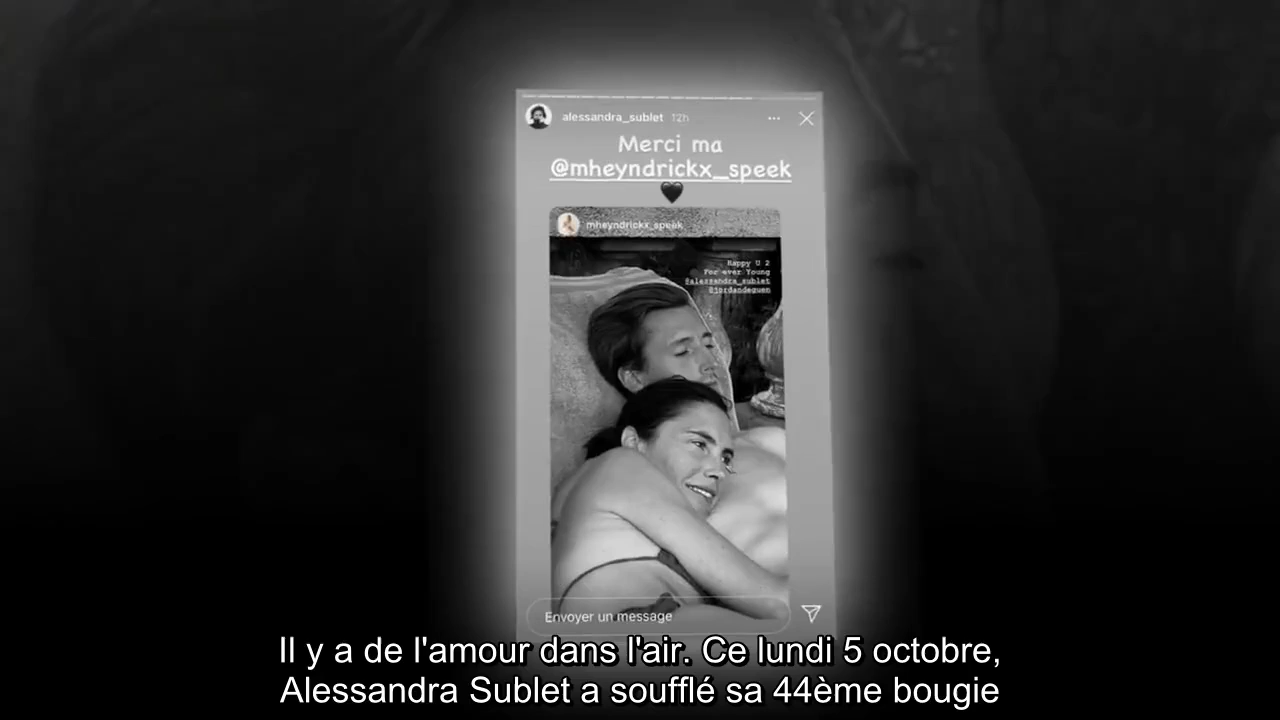 alessandra_sublet 12h
Merci ma
@mheyndrickx_speek
mheyndrickx_speek
Happy U 2
For ever Young
@alessandra_sublet
@jordandeguen
Envoyer un message
Il y a de l'amour dans l'air. Ce lundi 5 octobre,
Alessandra Sublet a soufflé sa 44ème bougie